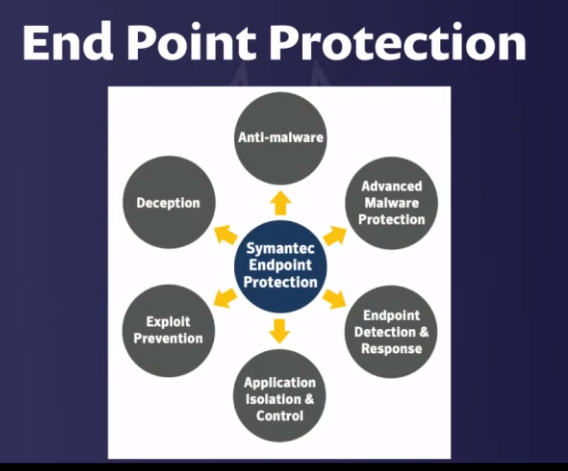 End Point Protection
Anti-malware
Advanced
Malware
Protection
Endpoint
Detection &
Response
Application
Isolation &
Control
Exploit
Prevention
Deception
Symantec
Endpoint
Protection